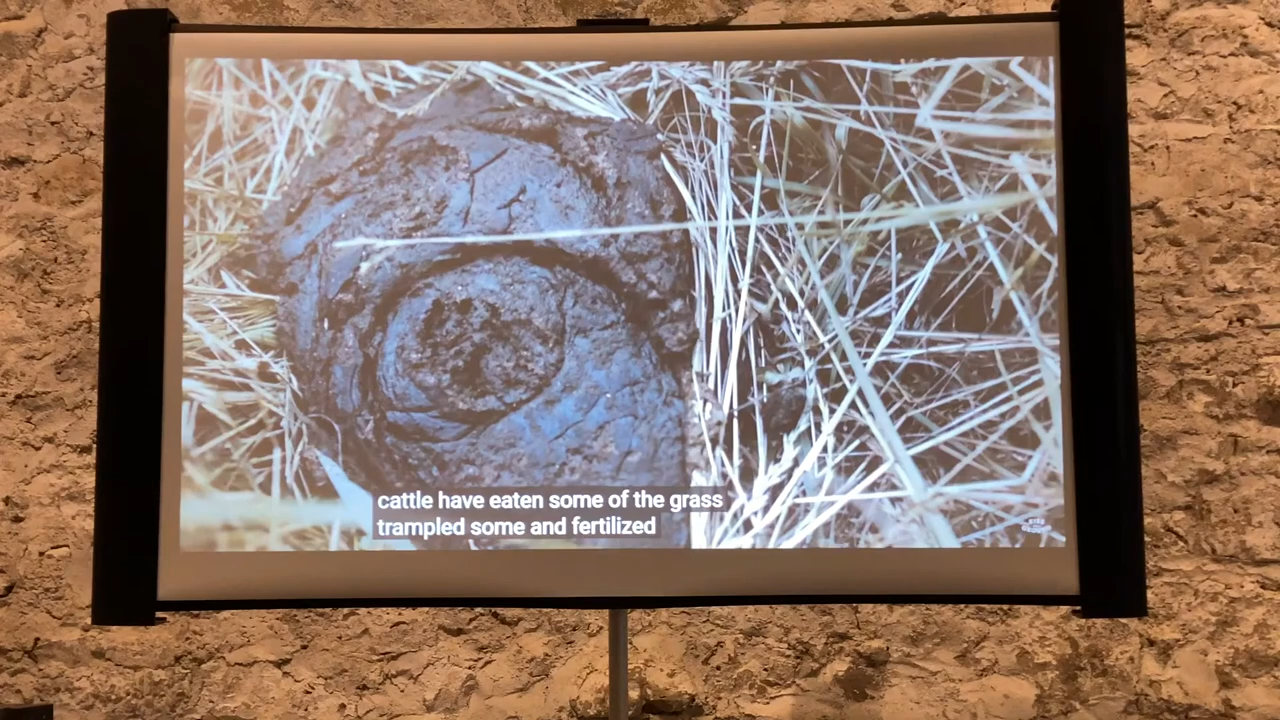 cattle have eaten some of the grass
trampled some and fertilized